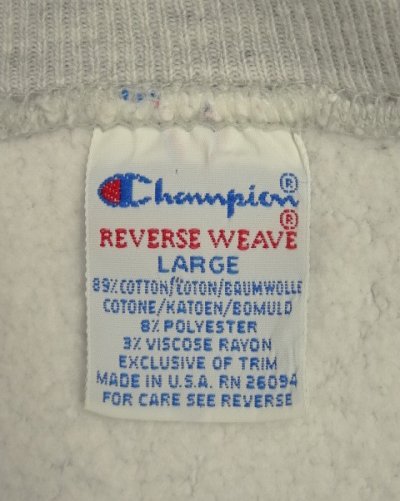 Champion®
REVERSE WEAVE®
LARGE
89% COTTON/COTON/BAUMWOLLE
COTONE/KATOEN/BOMULD
8% POLYESTER
3% VISCOSE RAYON
EXCLUSIVE OF TRIM
MADE IN U.S.A. RN 26094
FOR CARE SEE REVERSE